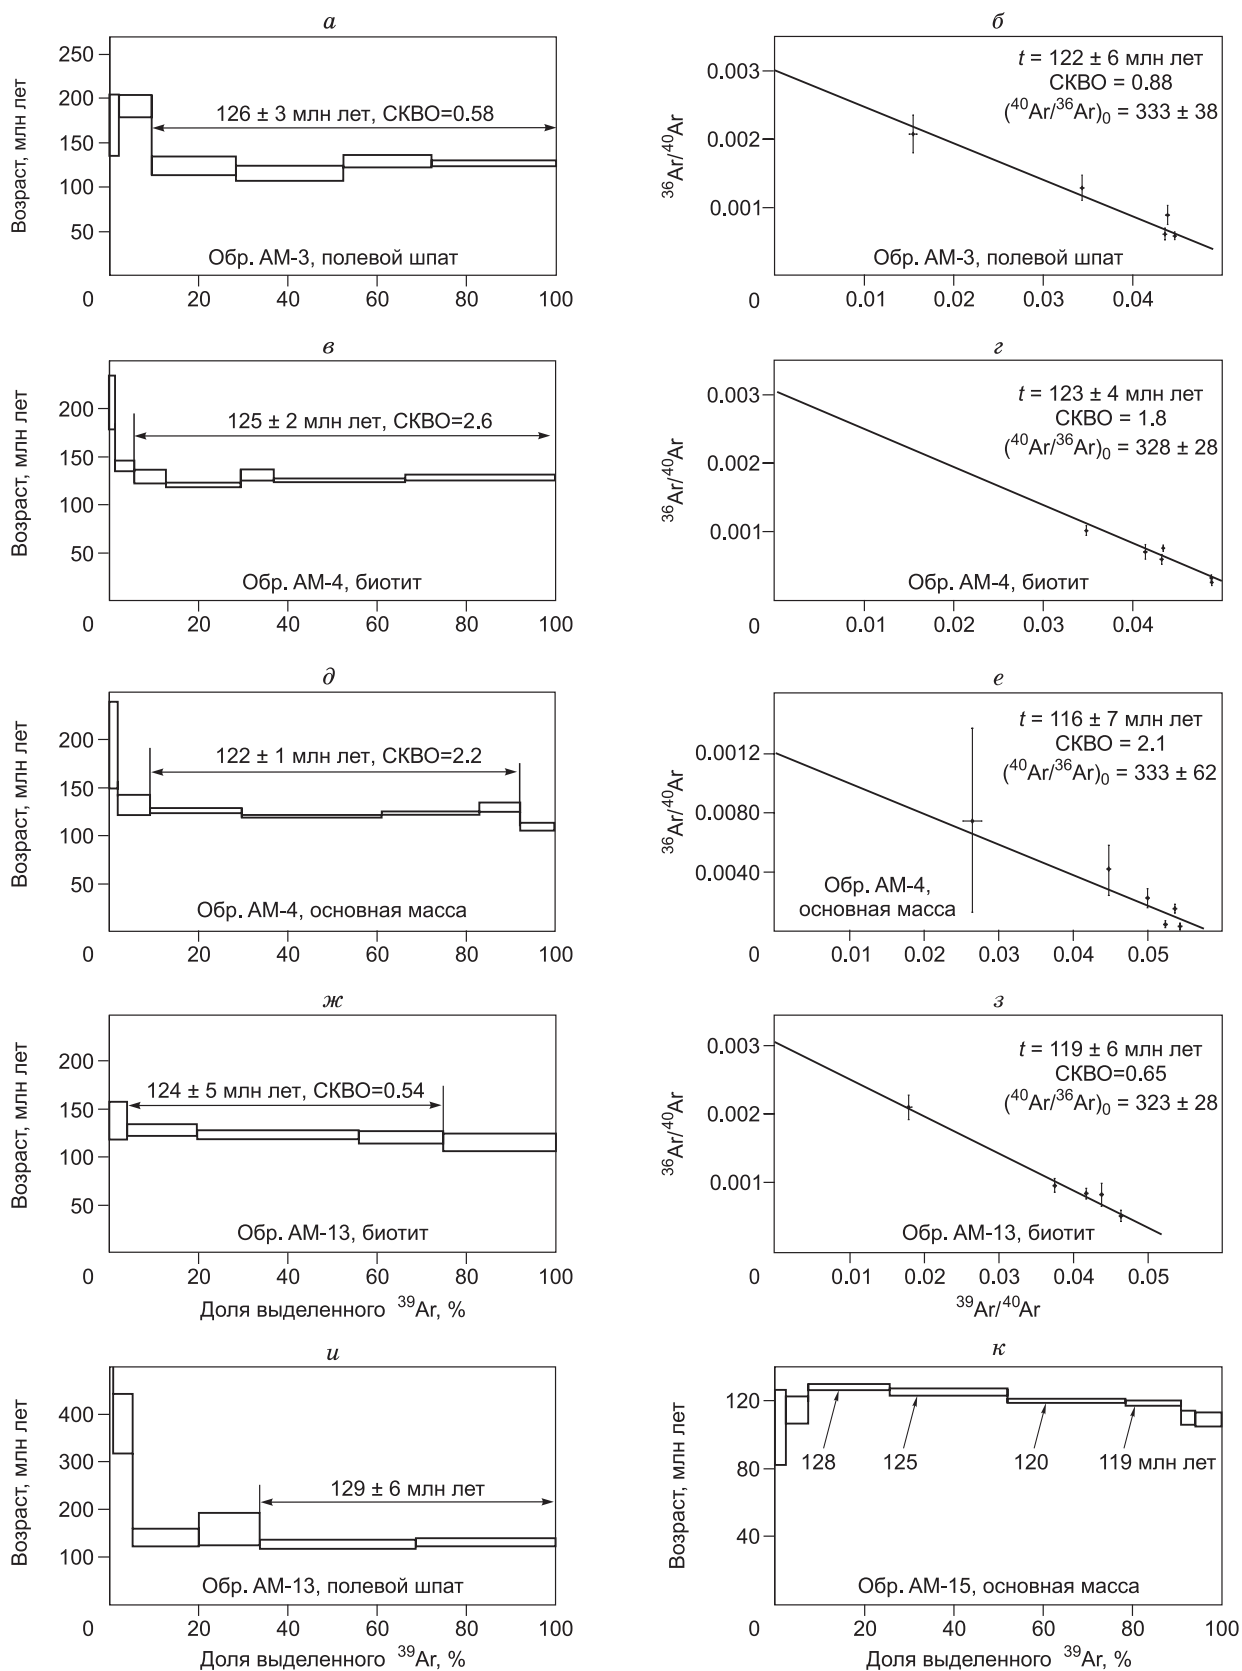 а
Возраст, млн лет
250
200
150
100
50
126 ± 3 млн лет, СКВО=0.58
Обр. АМ-3, полевой шпат
0 20 40 60 80 100
б
³⁶Ar/⁴⁰Ar
0.003
0.002
0.001
t = 122 ± 6 млн лет
СКВО = 0.88
(⁴⁰Ar/³⁶Ar)₀ = 333 ± 38
Обр. АМ-3, полевой шпат
0 0.01 0.02 0.03 0.04
в
Возраст, млн лет
200
150
100
50
125 ± 2 млн лет, СКВО=2.6
Обр. АМ-4, биотит
0 20 40 60 80 100
г
³⁶Ar/⁴⁰Ar
0.003
0.002
0.001
t = 123 ± 4 млн лет
СКВО = 1.8
(⁴⁰Ar/³⁶Ar)₀ = 328 ± 28
Обр. АМ-4, биотит
0 0.01 0.02 0.03 0.04
д
Возраст, млн лет
200
150
100
50
122 ± 1 млн лет, СКВО=2.2
Обр. АМ-4, основная масса
0 20 40 60 80 100
е
³⁶Ar/⁴⁰Ar
0.0012
0.0080
0.0040
t = 116 ± 7 млн лет
СКВО = 2.1
(⁴⁰Ar/³⁶Ar)₀ = 333 ± 62
Обр. АМ-4,
основная масса
0 0.01 0.02 0.03 0.04 0.05
ж
Возраст, млн лет
200
150
100
50
124 ± 5 млн лет, СКВО=0.54
Обр. АМ-13, биотит
0 20 40 60 80 100
Доля выделенного ³⁹Ar, %
з
³⁶Ar/⁴⁰Ar
0.003
0.002
0.001
t = 119 ± 6 млн лет
СКВО=0.65
(⁴⁰Ar/³⁶Ar)₀ = 323 ± 28
Обр. АМ-13, биотит
0 0.01 0.02 0.03 0.04 0.05
³⁹Ar/⁴⁰Ar
и
Возраст, млн лет
400
300
200
100
129 ± 6 млн лет
Обр. АМ-13, полевой шпат
0 20 40 60 80 100
Доля выделенного ³⁹Ar, %
к
Возраст, млн лет
120
80
40
128 125 120 119 млн лет
Обр. АМ-15, основная масса
0 20 40 60 80 100
Доля выделенного ³⁹Ar, %